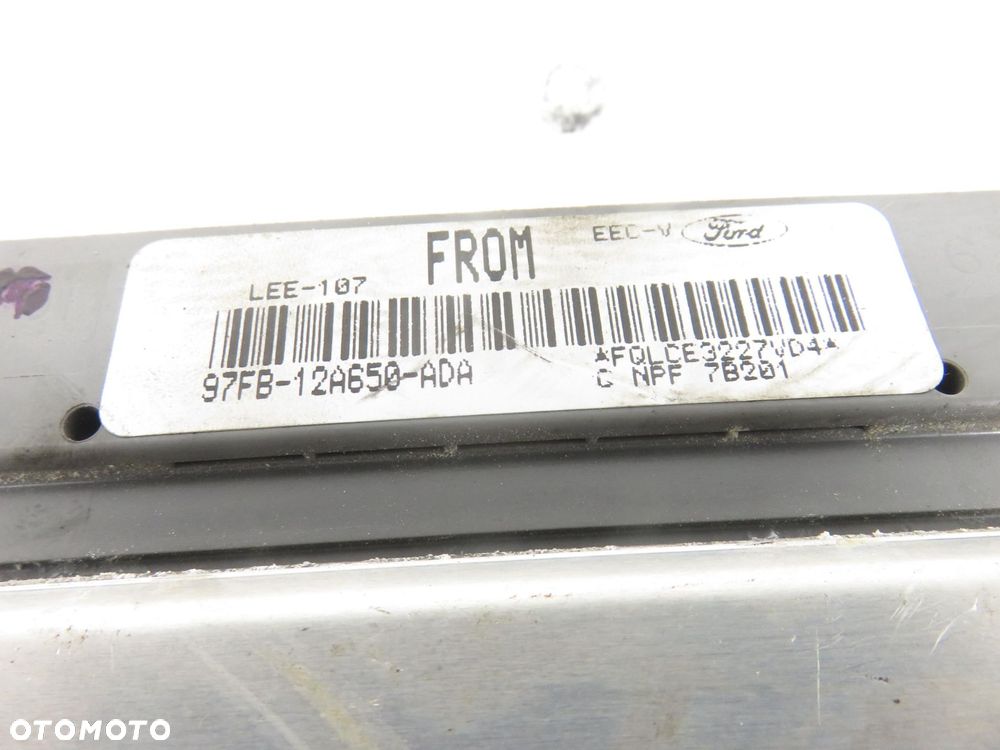 FROM
EEC-V Ford
LEE-107
97FB-12A650-ADA
*FQLCE3227VD4*
C NPF 7B201
OTOMOTO